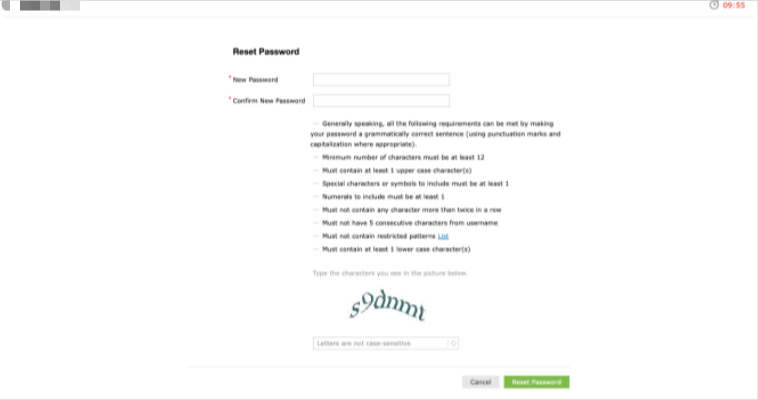 09:55
Reset Password
* New Password
* Confirm New Password
— Generally speaking, all the following requirements can be met by making
your password a grammatically correct sentence (using punctuation marks and
capitalization where appropriate).
— Minimum number of characters must be at least 12
— Must contain at least 1 upper case character(s)
— Special characters or symbols to include must be at least 1
— Numerals to include must be at least 1
— Must not contain any character more than twice in a row
— Must not have 5 consecutive characters from username
— Must not contain restricted patterns List
— Must contain at least 1 lower case character(s)
Type the characters you see in the picture below.
s9dnmt
Letters are not case-sensitive
Cancel Reset Password